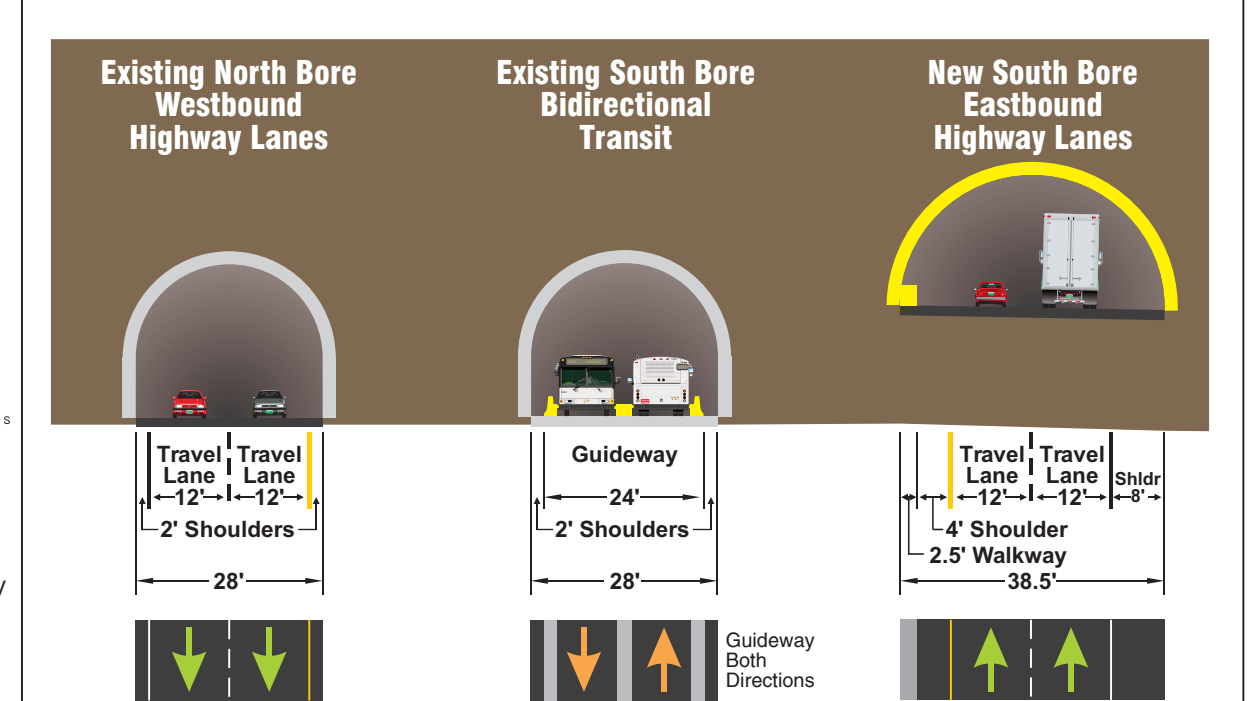 Existing North Bore
Westbound
Highway Lanes
Existing South Bore
Bidirectional
Transit
New South Bore
Eastbound
Highway Lanes
s
y
Travel
Lane
12'
Travel
Lane
12'
2' Shoulders
28'
Guideway
24'
2' Shoulders
28'
Travel
Lane
12'
Travel
Lane
12'
Shldr
8'
4' Shoulder
2.5' Walkway
38.5'
Guideway
Both
Directions